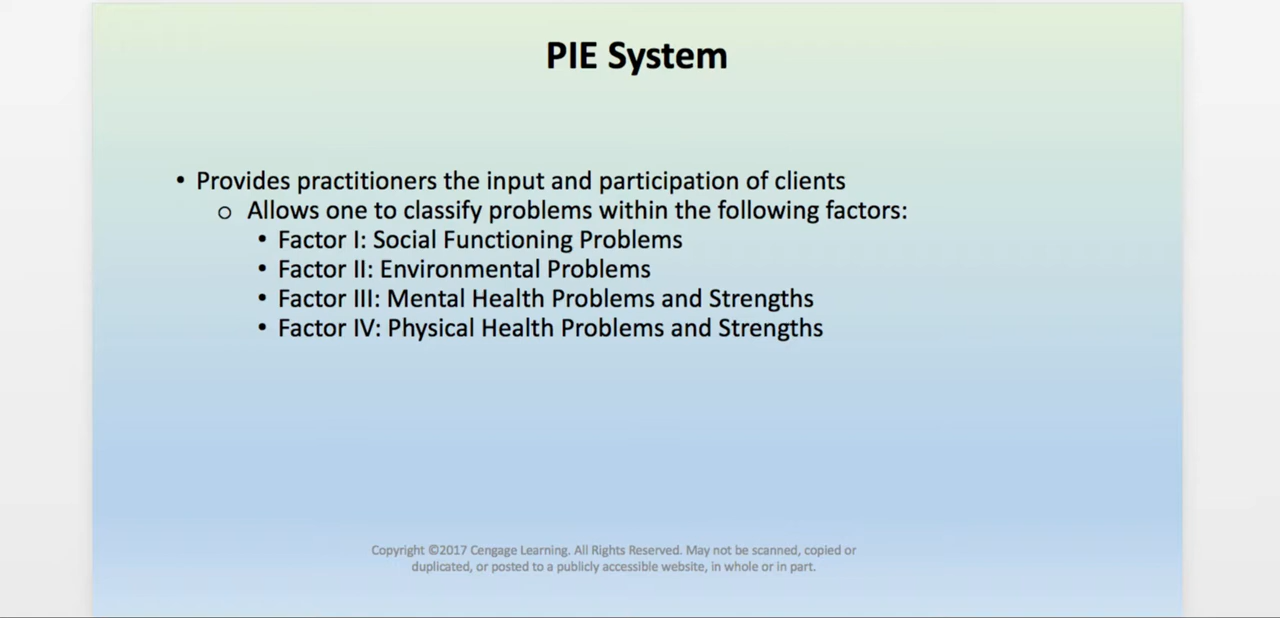 PIE System
• Provides practitioners the input and participation of clients
o Allows one to classify problems within the following factors:
• Factor I: Social Functioning Problems
• Factor II: Environmental Problems
• Factor III: Mental Health Problems and Strengths
• Factor IV: Physical Health Problems and Strengths
Copyright ©2017 Cengage Learning. All Rights Reserved. May not be scanned, copied or
duplicated, or posted to a publicly accessible website, in whole or in part.